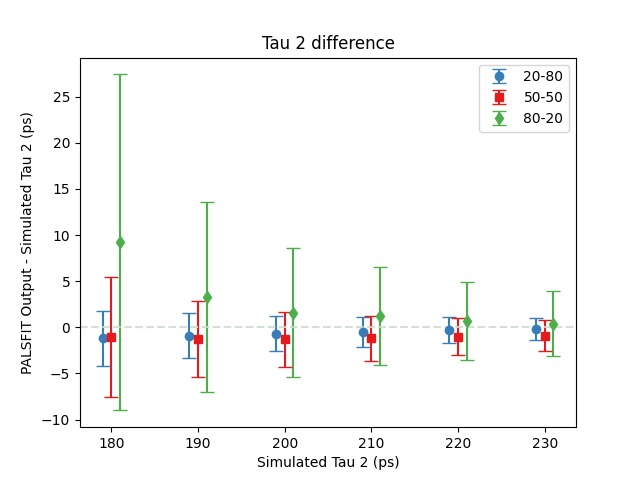 Tau 2 difference
20-80
50-50
80-20
PALSFIT Output - Simulated Tau 2 (ps)
25
20
15
10
5
0
−5
−10
180 190 200 210 220 230
Simulated Tau 2 (ps)